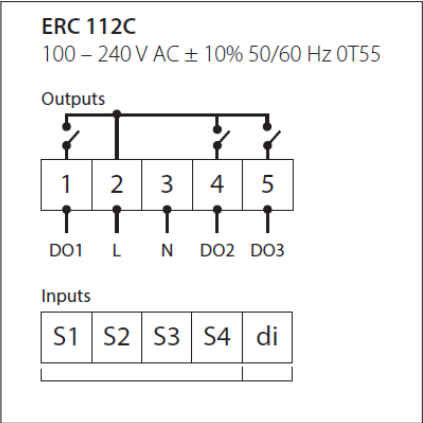 ERC 112C
100 – 240 V AC ± 10% 50/60 Hz 0T55
Outputs
1 2 3 4 5
DO1 L N DO2 DO3
Inputs
S1 S2 S3 S4 di